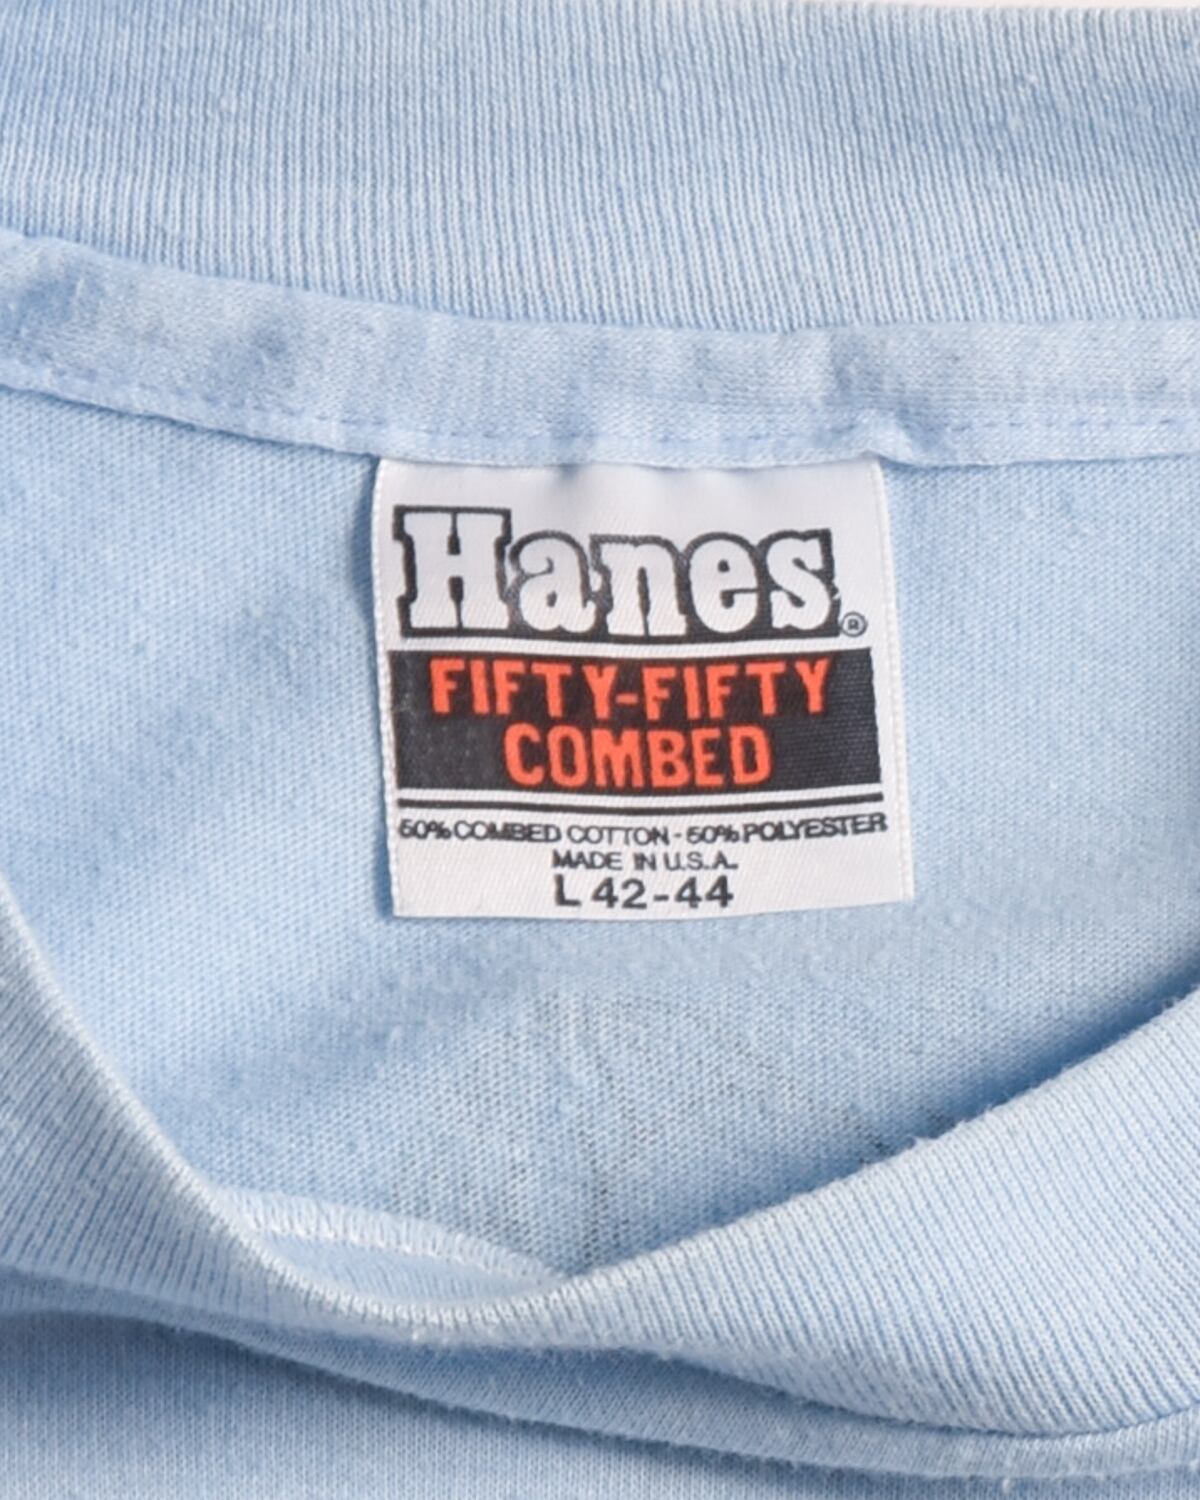 Hanes®
FIFTY-FIFTY
COMBED
50% COMBED COTTON - 50% POLYESTER
MADE IN U.S.A.
L 42-44